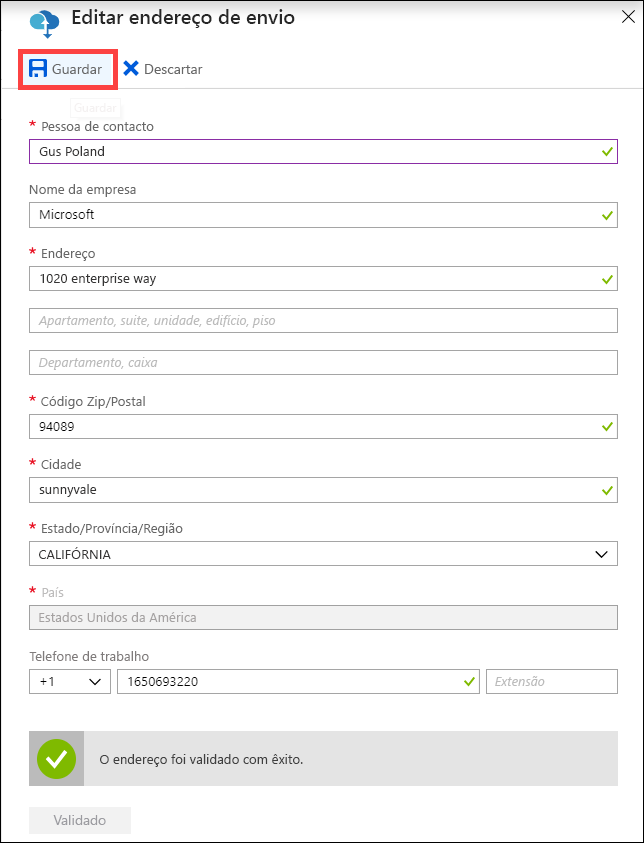 Editar endereço de envio
Guardar Descartar
Guardar
* Pessoa de contacto
Gus Poland
Nome da empresa
Microsoft
* Endereço
1020 enterprise way
Apartamento, suite, unidade, edifício, piso
Departamento, caixa
* Código Zip/Postal
94089
* Cidade
sunnyvale
* Estado/Província/Região
CALIFÓRNIA
* País
Estados Unidos da América
Telefone de trabalho
+1 1650693220 Extensão
O endereço foi validado com êxito.
Validado